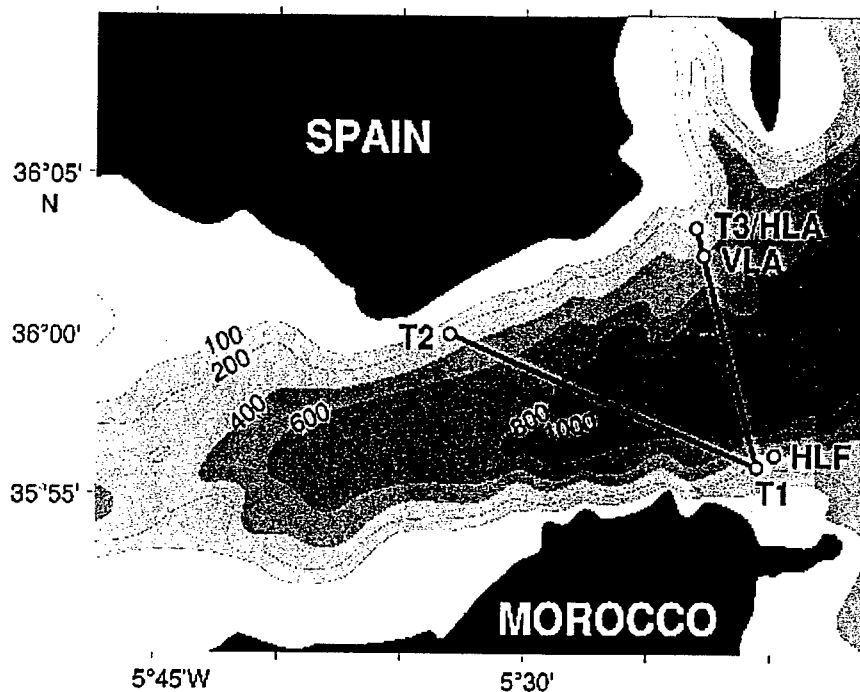 SPAIN
36°05'
N
T3/HLA
VLA
36°00'
T2
100
200
400
600
800
1000
HLF
T1
35°55'
MOROCCO
5°45'W
5°30'